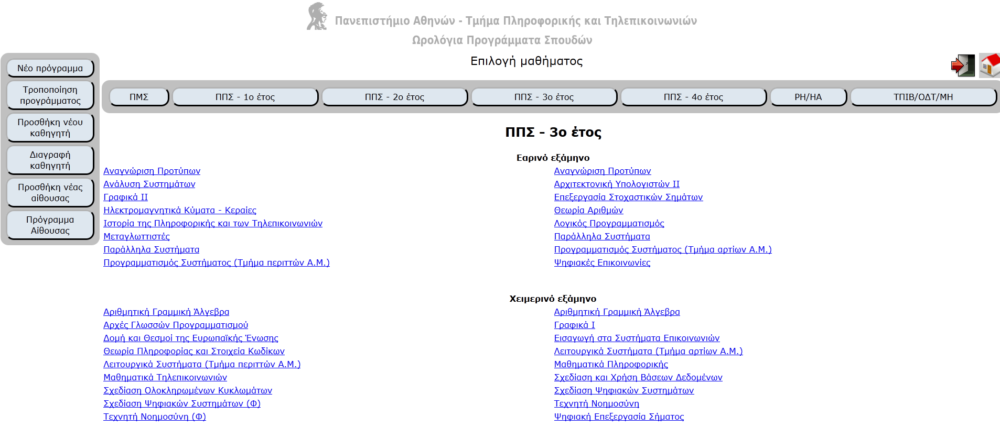 Πανεπιστήμιο Αθηνών - Τμήμα Πληροφορικής και Τηλεπικοινωνιών
Ωρολόγια Προγράμματα Σπουδών
Επιλογή μαθήματος
Νέο πρόγραμμα
Τροποποίηση
προγράμματος
Προσθήκη νέου
καθηγητή
Διαγραφή
καθηγητή
Προσθήκη νέας
αίθουσας
Πρόγραμμα
Αίθουσας
ΠΜΣ ΠΠΣ - 1ο έτος ΠΠΣ - 2ο έτος ΠΠΣ - 3ο έτος ΠΠΣ - 4ο έτος ΡΗ/ΗΑ ΤΠΙΒ/ΟΔΤ/ΜΗ
ΠΠΣ - 3ο έτος
Εαρινό εξάμηνο
Αναγνώριση Προτύπων Αναγνώριση Προτύπων
Ανάλυση Συστημάτων Αρχιτεκτονική Υπολογιστών ΙΙ
Γραφικά ΙΙ Επεξεργασία Στοχαστικών Σημάτων
Ηλεκτρομαγνητικά Κύματα - Κεραίες Θεωρία Αριθμών
Ιστορία της Πληροφορικής και των Τηλεπικοινωνιών Λογικός Προγραμματισμός
Μεταγλωττιστές Παράλληλα Συστήματα
Παράλληλα Συστήματα Προγραμματισμός Συστήματος (Τμήμα αρτίων Α.Μ.)
Προγραμματισμός Συστήματος (Τμήμα περιττών Α.Μ.) Ψηφιακές Επικοινωνίες
Χειμερινό εξάμηνο
Αριθμητική Γραμμική Άλγεβρα Αριθμητική Γραμμική Άλγεβρα
Αρχές Γλωσσών Προγραμματισμού Γραφικά Ι
Δομή και Θεσμοί της Ευρωπαϊκής Ένωσης Εισαγωγή στα Συστήματα Επικοινωνιών
Θεωρία Πληροφορίας και Στοιχεία Κωδίκων Λειτουργικά Συστήματα (Τμήμα αρτίων Α.Μ.)
Λειτουργικά Συστήματα (Τμήμα περιττών Α.Μ.) Μαθηματικά Πληροφορικής
Μαθηματικά Τηλεπικοινωνιών Σχεδίαση και Χρήση Βάσεων Δεδομένων
Σχεδίαση Ολοκληρωμένων Κυκλωμάτων Σχεδίαση Ψηφιακών Συστημάτων
Σχεδίαση Ψηφιακών Συστημάτων (Φ) Τεχνητή Νοημοσύνη
Τεχνητή Νοημοσύνη (Φ) Ψηφιακή Επεξεργασία Σήματος